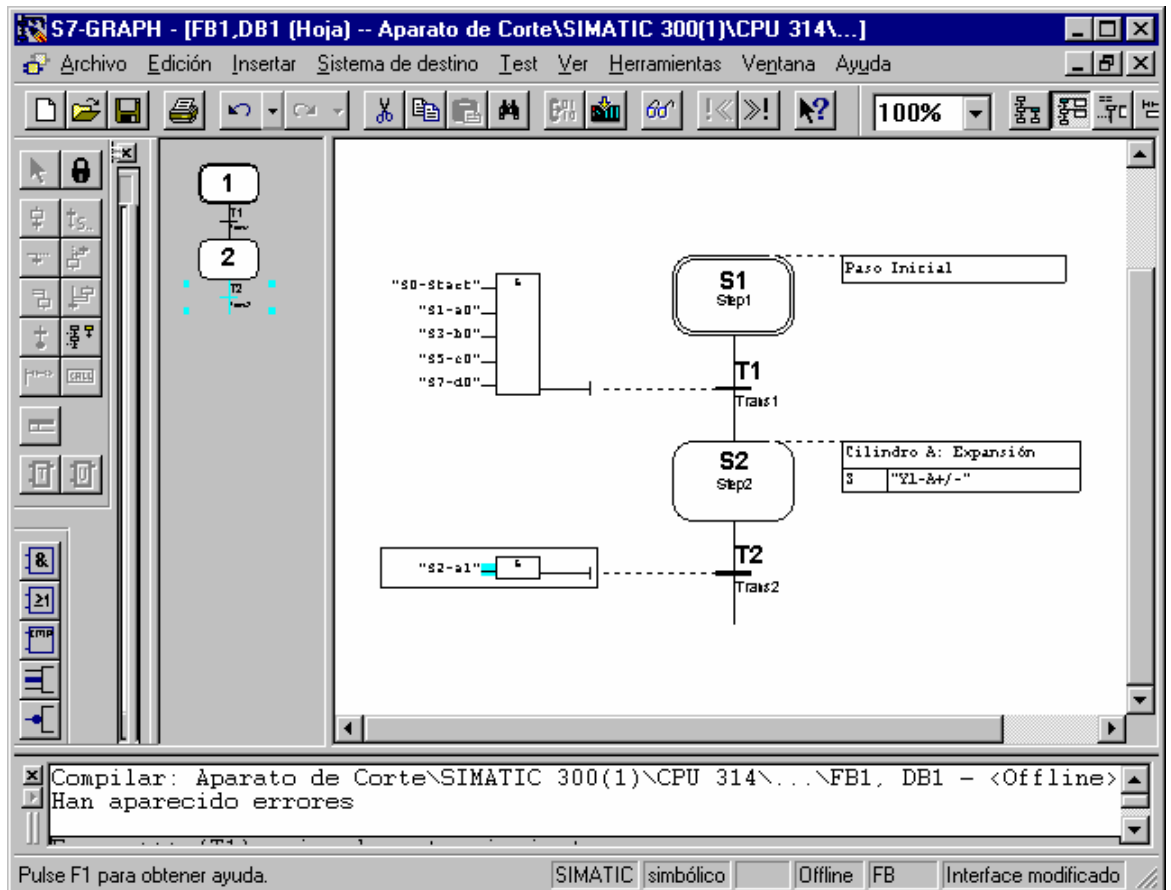 S7-GRAPH - [FB1,DB1 (Hoja) -- Aparato de Corte\SIMATIC 300(1)\CPU 314\...]
Archivo Edición Insertar Sistema de destino Test Ver Herramientas Ventana Ayuda
100%
1
T1
2
T2
"S0-Start"
"S1-a0"
"S3-b0"
"S5-c0"
"S7-d0"
&
S1
Step1
Paso Inicial
T1
Trans1
S2
Step2
Cilindro A: Expansión
S "Y1-A+/-"
"S2-a1"
&
T2
Trans2
CALL
&
≥1
CMP
Compilar: Aparato de Corte\SIMATIC 300(1)\CPU 314\...\FB1, DB1 - <Offline>
Han aparecido errores
Pulse F1 para obtener ayuda. SIMATIC simbólico Offline FB Interface modificado